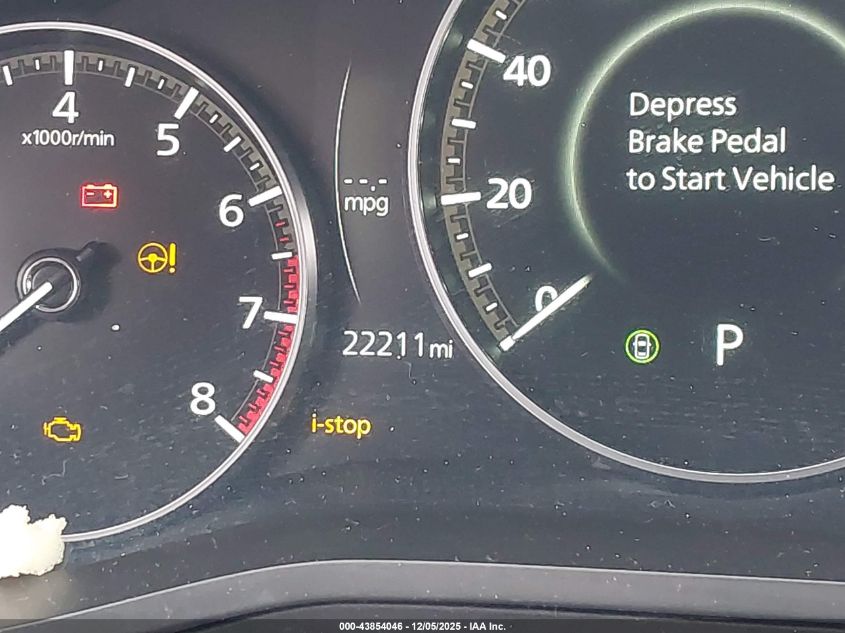 4
x1000r/min
5
6
7
8
--.-
mpg
22211 mi
i-stop
40
20
0
Depress
Brake Pedal
to Start Vehicle
P
000-43854046 - 12/05/2025 - IAA Inc.